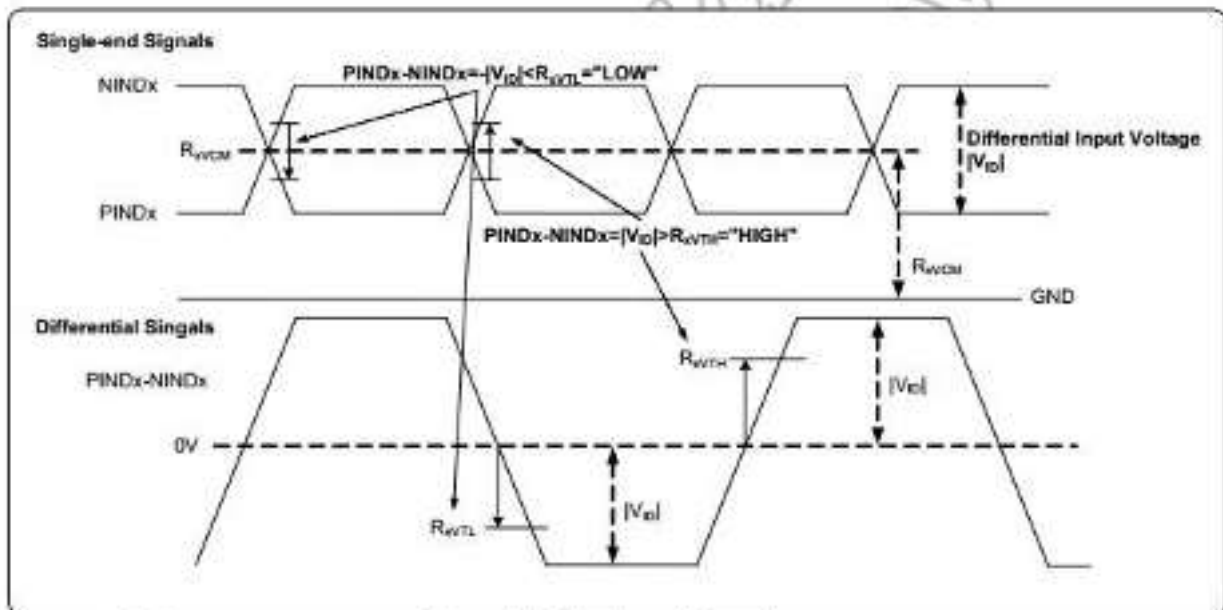 Single-end Signals
PINDx-NINDx=-|VID|<RxVTL="LOW"
NINDx
RxVCM
Differential Input Voltage
|VID|
PINDx
PINDx-NINDx=|VID|>RxVTH="HIGH"
RxVCM
GND
Differential Singals
RxVTH
PINDx-NINDx
|VID|
0V
|VID|
RxVTL